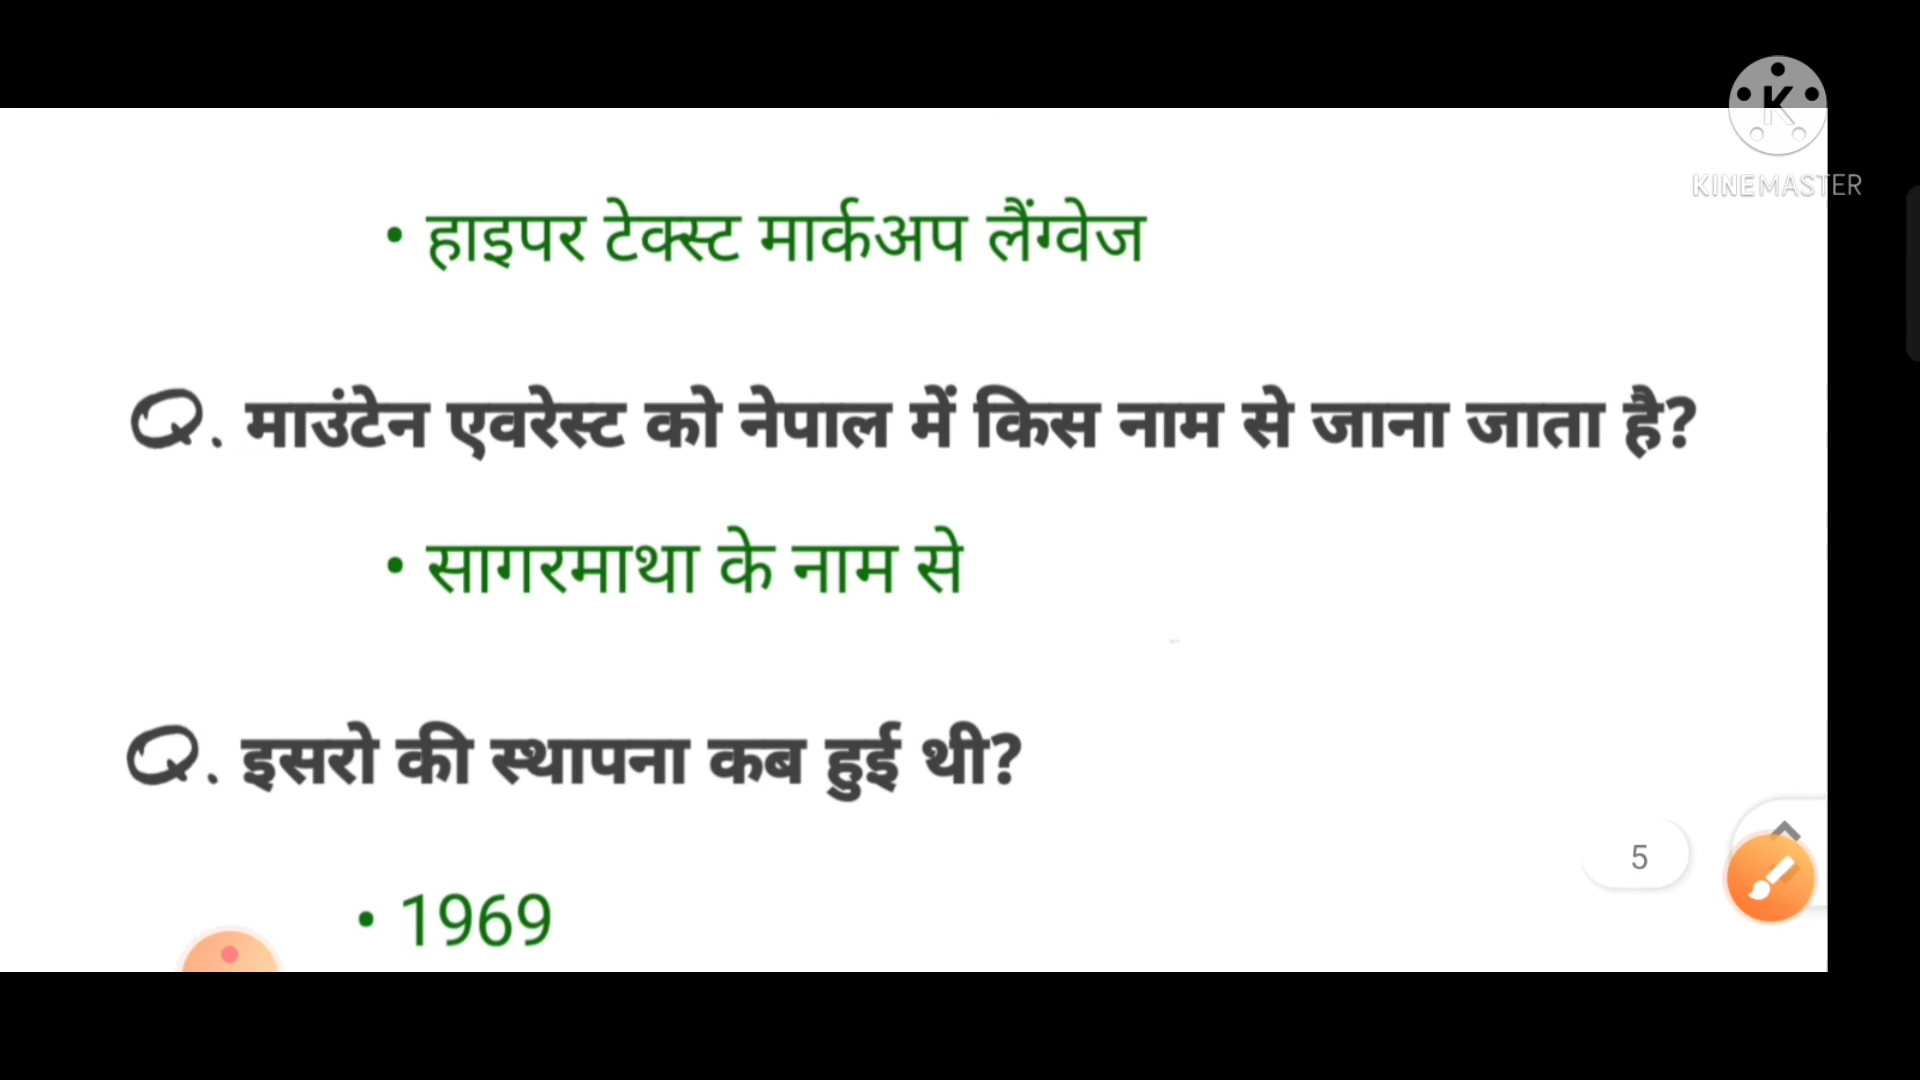 K
KINEMASTER
• हाइपर टेक्स्ट मार्कअप लैंग्वेज
Q. माउंटेन एवरेस्ट को नेपाल में किस नाम से जाना जाता है?
• सागरमाथा के नाम से
Q. इसरो की स्थापना कब हुई थी?
5
• 1969